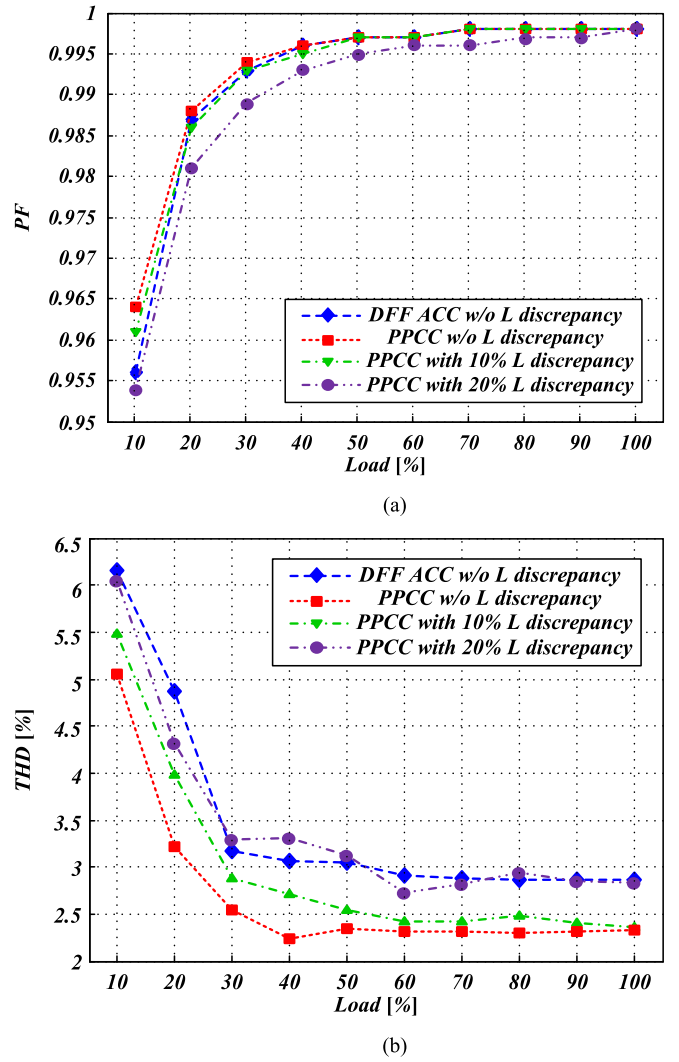 1
0.995
0.99
0.985
0.98
0.975
0.97
0.965
0.96
0.955
0.95
PF
DFF ACC w/o L discrepancy
PPCC w/o L discrepancy
PPCC with 10% L discrepancy
PPCC with 20% L discrepancy
10 20 30 40 50 60 70 80 90 100
Load [%]
(a)
6.5
6
5.5
5
4.5
4
3.5
3
2.5
2
THD [%]
DFF ACC w/o L discrepancy
PPCC w/o L discrepancy
PPCC with 10% L discrepancy
PPCC with 20% L discrepancy
10 20 30 40 50 60 70 80 90 100
Load [%]
(b)